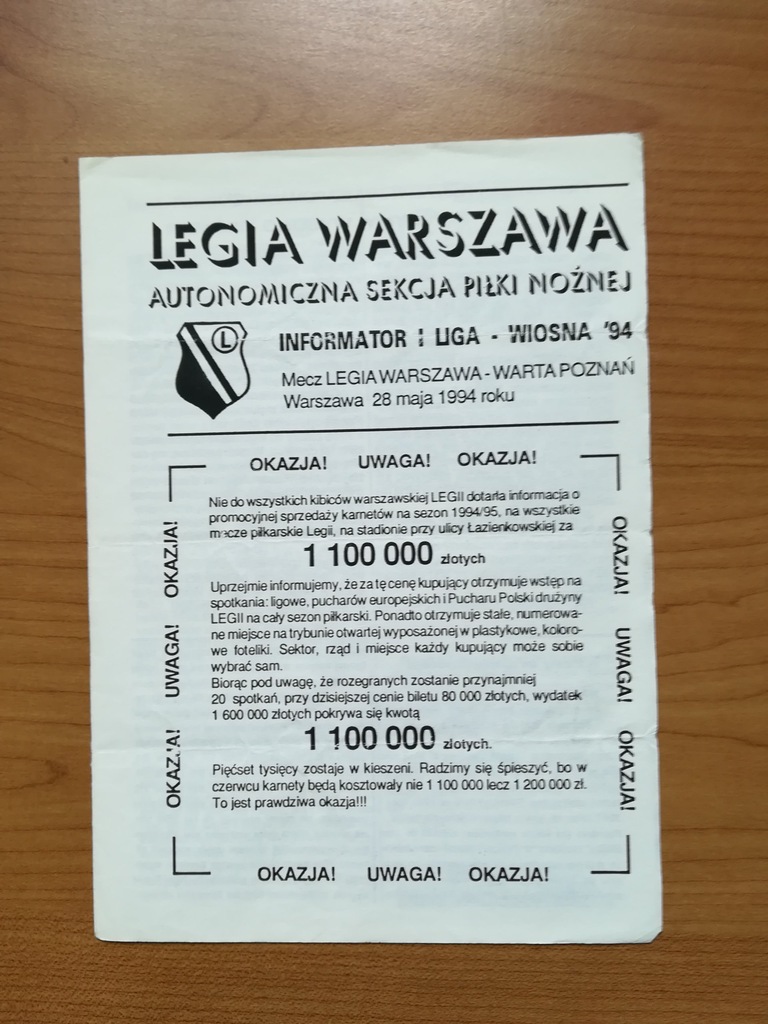 LEGIA WARSZAWA
AUTONOMICZNA SEKCJA PIŁKI NOŻNEJ
L
INFORMATOR I LIGA - WIOSNA '94
Mecz LEGIA WARSZAWA - WARTA POZNAŃ
Warszawa 28 maja 1994 roku
OKAZJA! UWAGA! OKAZJA!
Nie do wszystkich kibiców warszawskiej LEGII dotarła informacja o
promocyjnej sprzedaży karnetów na sezon 1994/95, na wszystkie
mecze piłkarskie Legii, na stadionie przy ulicy Łazienkowskiej za
1 100 000 złotych
Uprzejmie informujemy, że za tę cenę kupujący otrzymuje wstęp na
spotkania: ligowe, pucharów europejskich i Pucharu Polski drużyny
LEGII na cały sezon piłkarski. Ponadto otrzymuje stałe, numerowa-
ne miejsce na trybunie otwartej wyposażonej w plastykowe, koloro-
we foteliki. Sektor, rząd i miejsce każdy kupujący może sobie
wybrać sam.
Biorąc pod uwagę, że rozegranych zostanie przynajmniej
20 spotkań, przy dzisiejszej cenie biletu 80 000 złotych, wydatek
1 600 000 złotych pokrywa się kwotą
1 100 000 złotych.
Pięćset tysięcy zostaje w kieszeni. Radzimy się śpieszyć, bo w
czerwcu karnety będą kosztowały nie 1 100 000 lecz 1 200 000 zł.
To jest prawdziwa okazja!!!
OKAZJA! UWAGA! OKAZJA!
OKAZJA! UWAGA! OKAZJA!
OKAZJA! UWAGA! OKAZJA!